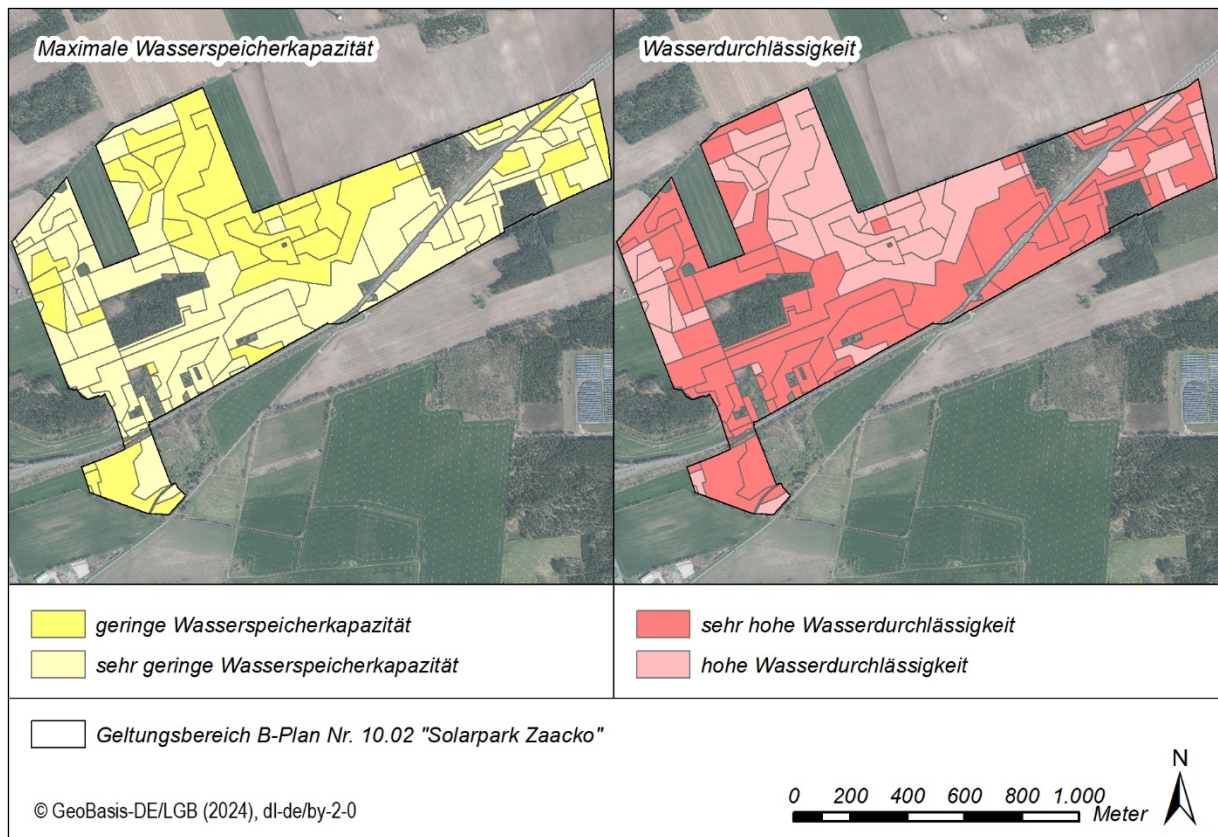 Maximale Wasserspeicherkapazität
Wasserdurchlässigkeit
geringe Wasserspeicherkapazität
sehr geringe Wasserspeicherkapazität
sehr hohe Wasserdurchlässigkeit
hohe Wasserdurchlässigkeit
Geltungsbereich B-Plan Nr. 10.02 "Solarpark Zaacko"
© GeoBasis-DE/LGB (2024), dl-de/by-2-0
0 200 400 600 800 1.000
Meter
N